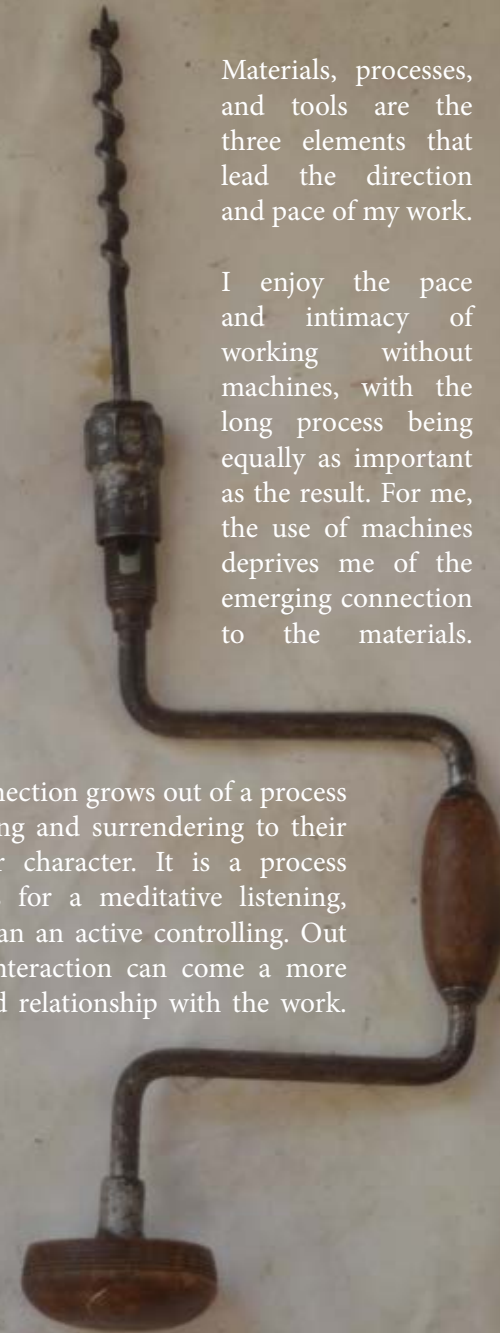 Materials, processes,
and tools are the
three elements that
lead the direction
and pace of my work.
I enjoy the pace
and intimacy of
working without
machines, with the
long process being
equally as important
as the result. For me,
the use of machines
deprives me of the
emerging connection
to the materials.
grows out of a process
and surrendering to their
character. It is a process
for a meditative listening,
an active controlling. Out
can come a more
relationship with the work.